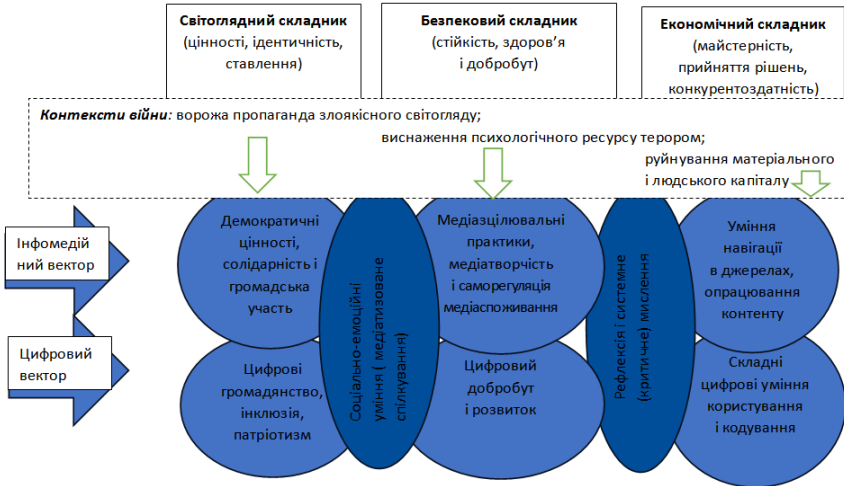 Світоглядний складник
(цінності, ідентичність,
ставлення)
Безпековий складник
(стійкість, здоров’я
і добробут)
Економічний складник
(майстерність,
прийняття рішень,
конкурентоздатність)
Контексти війни: ворожа пропаганда злоякісного світогляду;
виснаження психологічного ресурсу терором;
руйнування матеріального
і людського капіталу
Інфомедій
ний вектор
Демократичні
цінності,
солідарність і
громадська
участь
Соціально-емоційні
уміння ( медіатизоване
спілкування)
Медіазцілювальні
практики,
медіатворчість
і саморегуляція
медіаспоживання
Рефлексія і системне
(критичне) мислення
Уміння
навігації
в джерелах,
опрацювання
контенту
Цифровий
вектор
Цифрові
громадянство,
інклюзія,
патріотизм
Цифровий
добробут
і розвиток
Складні
цифрові уміння
користування
і кодування